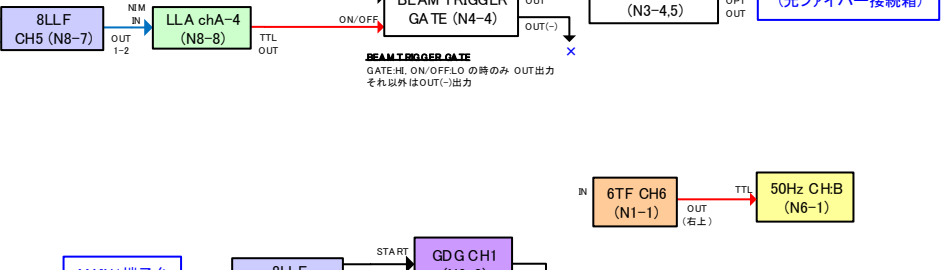 BEAM TRIGGER
GATE (N4-4)
OUT
OUT(-)
×
(N3-4,5)
OPT
OUT
(光ファイバー接続箱)
8LLF
CH5 (N8-7)
NIM
IN
OUT
1-2
LLA chA-4
(N8-8)
TTL
OUT
ON/OFF
BEAM TRIGGER GATE
GATE:HI, ON/OFF:LO の時のみ OUT出力
それ以外はOUT(-)出力
IN
6TF CH6
(N1-1)
OUT
(右上)
TTL
50Hz CH:B
(N6-1)
8LLF
START
GDG CH1